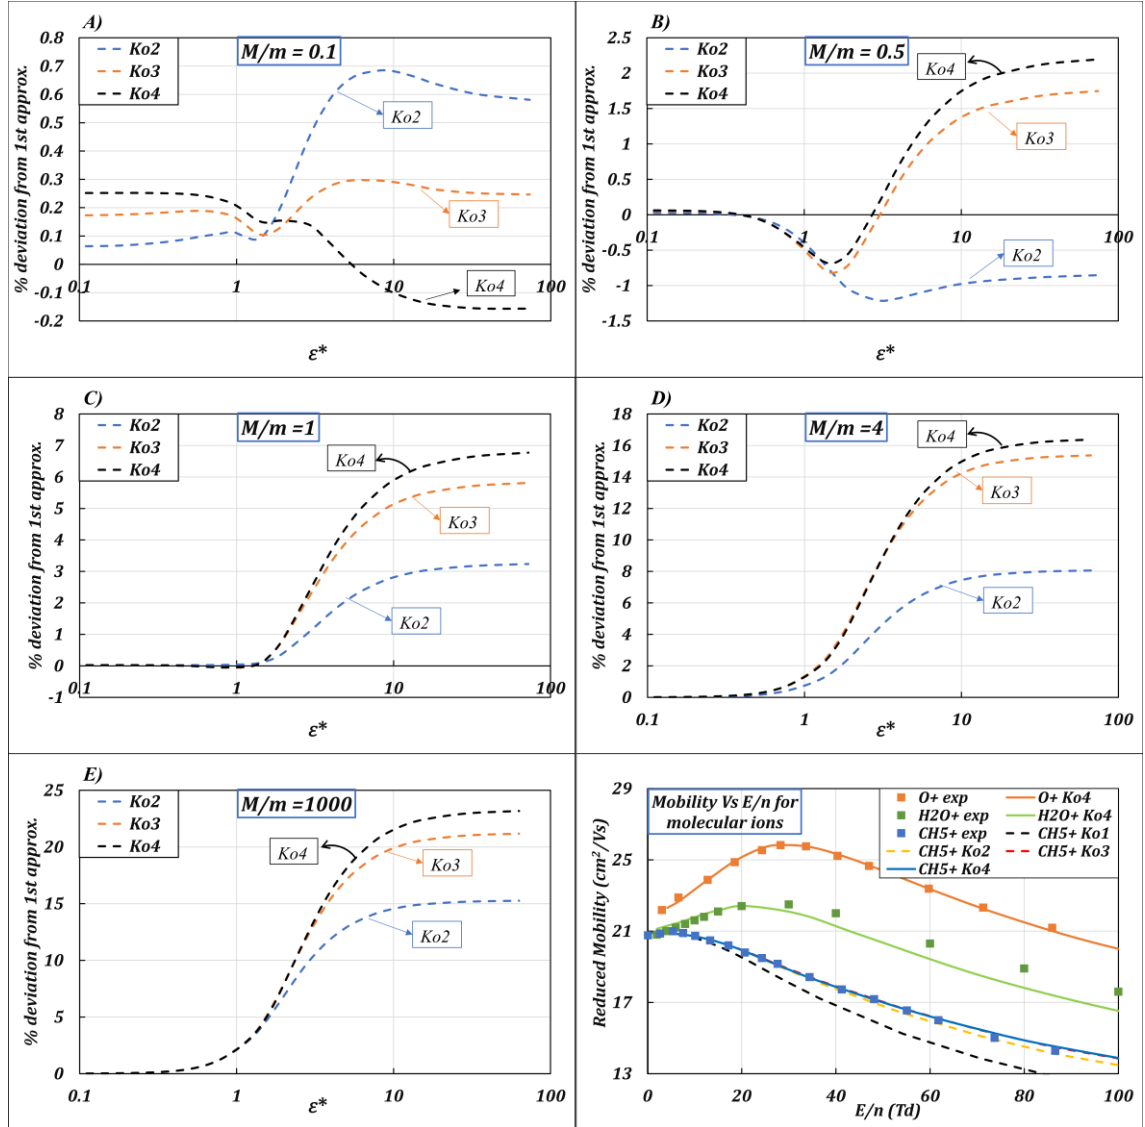 A)
M/m = 0.1
Ko2
Ko3
Ko4
% deviation from 1st approx.
0.8
0.7
0.6
0.5
0.4
0.3
0.2
0.1
0
-0.1
-0.2
0.1
1
10
100
Ko2
Ko3
Ko4
ε*
B)
M/m = 0.5
Ko2
Ko3
Ko4
% deviation from 1st approx.
2.5
2
1.5
1
0.5
0
-0.5
-1
-1.5
0.1
1
10
100
Ko4
Ko3
Ko2
ε*
C)
M/m =1
Ko2
Ko3
Ko4
% deviation from 1st approx.
8
7
6
5
4
3
2
1
0
-1
0.1
1
10
100
Ko4
Ko3
Ko2
ε*
D)
M/m =4
Ko2
Ko3
Ko4
% deviation from 1st approx.
18
16
14
12
10
8
6
4
2
0
0.1
1
10
100
Ko4
Ko3
Ko2
ε*
E)
M/m =1000
Ko2
Ko3
Ko4
% deviation from 1st approx.
25
20
15
10
5
0
0.1
1
10
100
Ko4
Ko3
Ko2
ε*
Mobility Vs E/n for
molecular ions
O+ exp
O+ Ko4
H2O+ exp
H2O+ Ko4
CH5+ exp
CH5+ Ko1
CH5+ Ko2
CH5+ Ko3
CH5+ Ko4
Reduced Mobility (cm²/Vs)
29
25
21
17
13
0
20
40
60
80
100
E/n (Td)